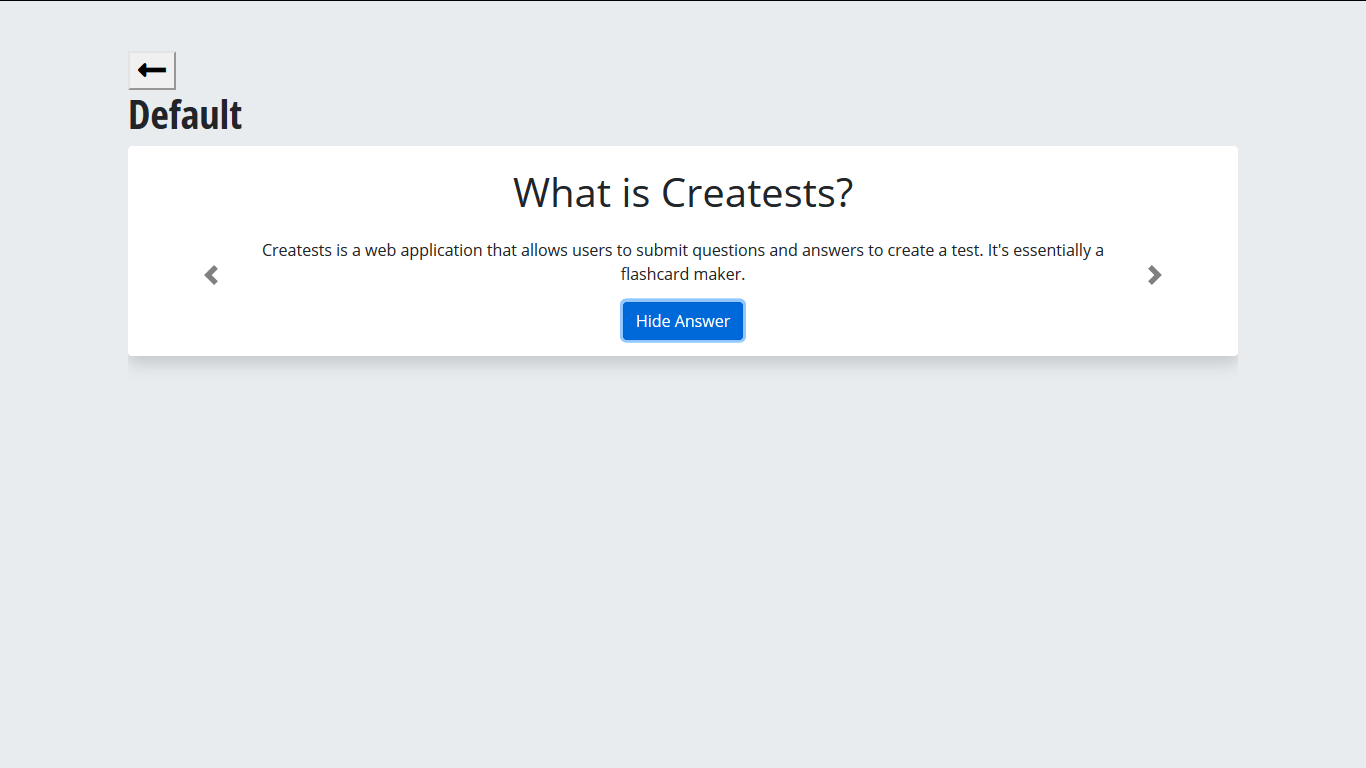 Default
What is Creatests?
Creatests is a web application that allows users to submit questions and answers to create a test. It's essentially a
flashcard maker.
Hide Answer